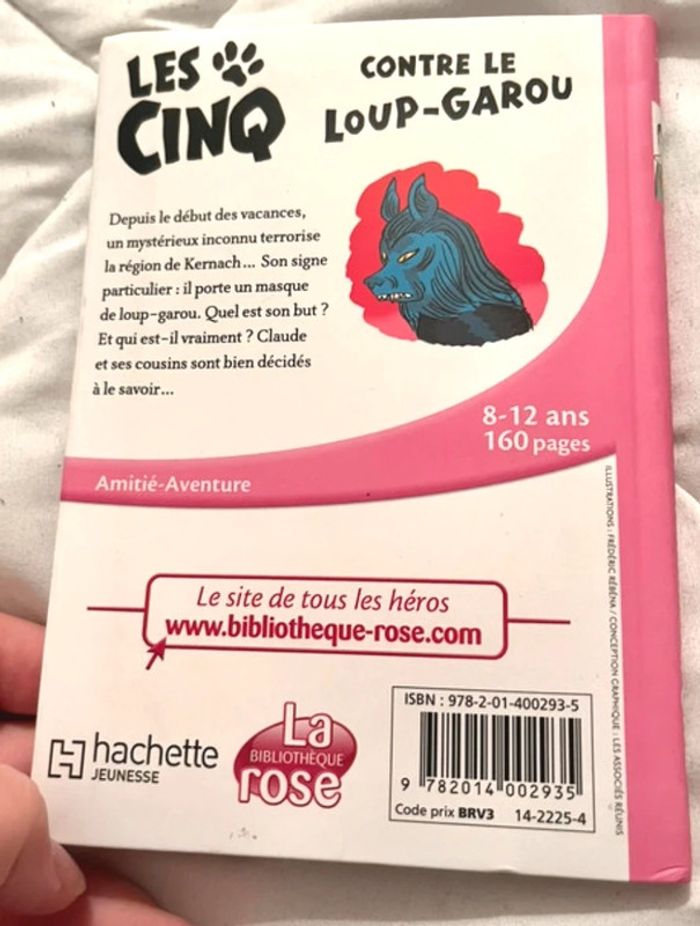 LES CINQ
CONTRE LE
LOUP-GAROU
Depuis le début des vacances,
un mystérieux inconnu terrorise
la région de Kernach... Son signe
particulier : il porte un masque
de loup-garou. Quel est son but ?
Et qui est-il vraiment ? Claude
et ses cousins sont bien décidés
à le savoir...
8-12 ans
160 pages
Amitié-Aventure
ILLUSTRATIONS : FRÉDÉRIC RÉBÉNA / CONCEPTION GRAPHIQUE : LES ASSOCIÉS RÉUNIS
Le site de tous les héros
www.bibliotheque-rose.com
hachette
JEUNESSE
La
BIBLIOTHÈQUE
rose
ISBN : 978-2-01-400293-5
9 782014 002935
Code prix BRV3 14-2225-4